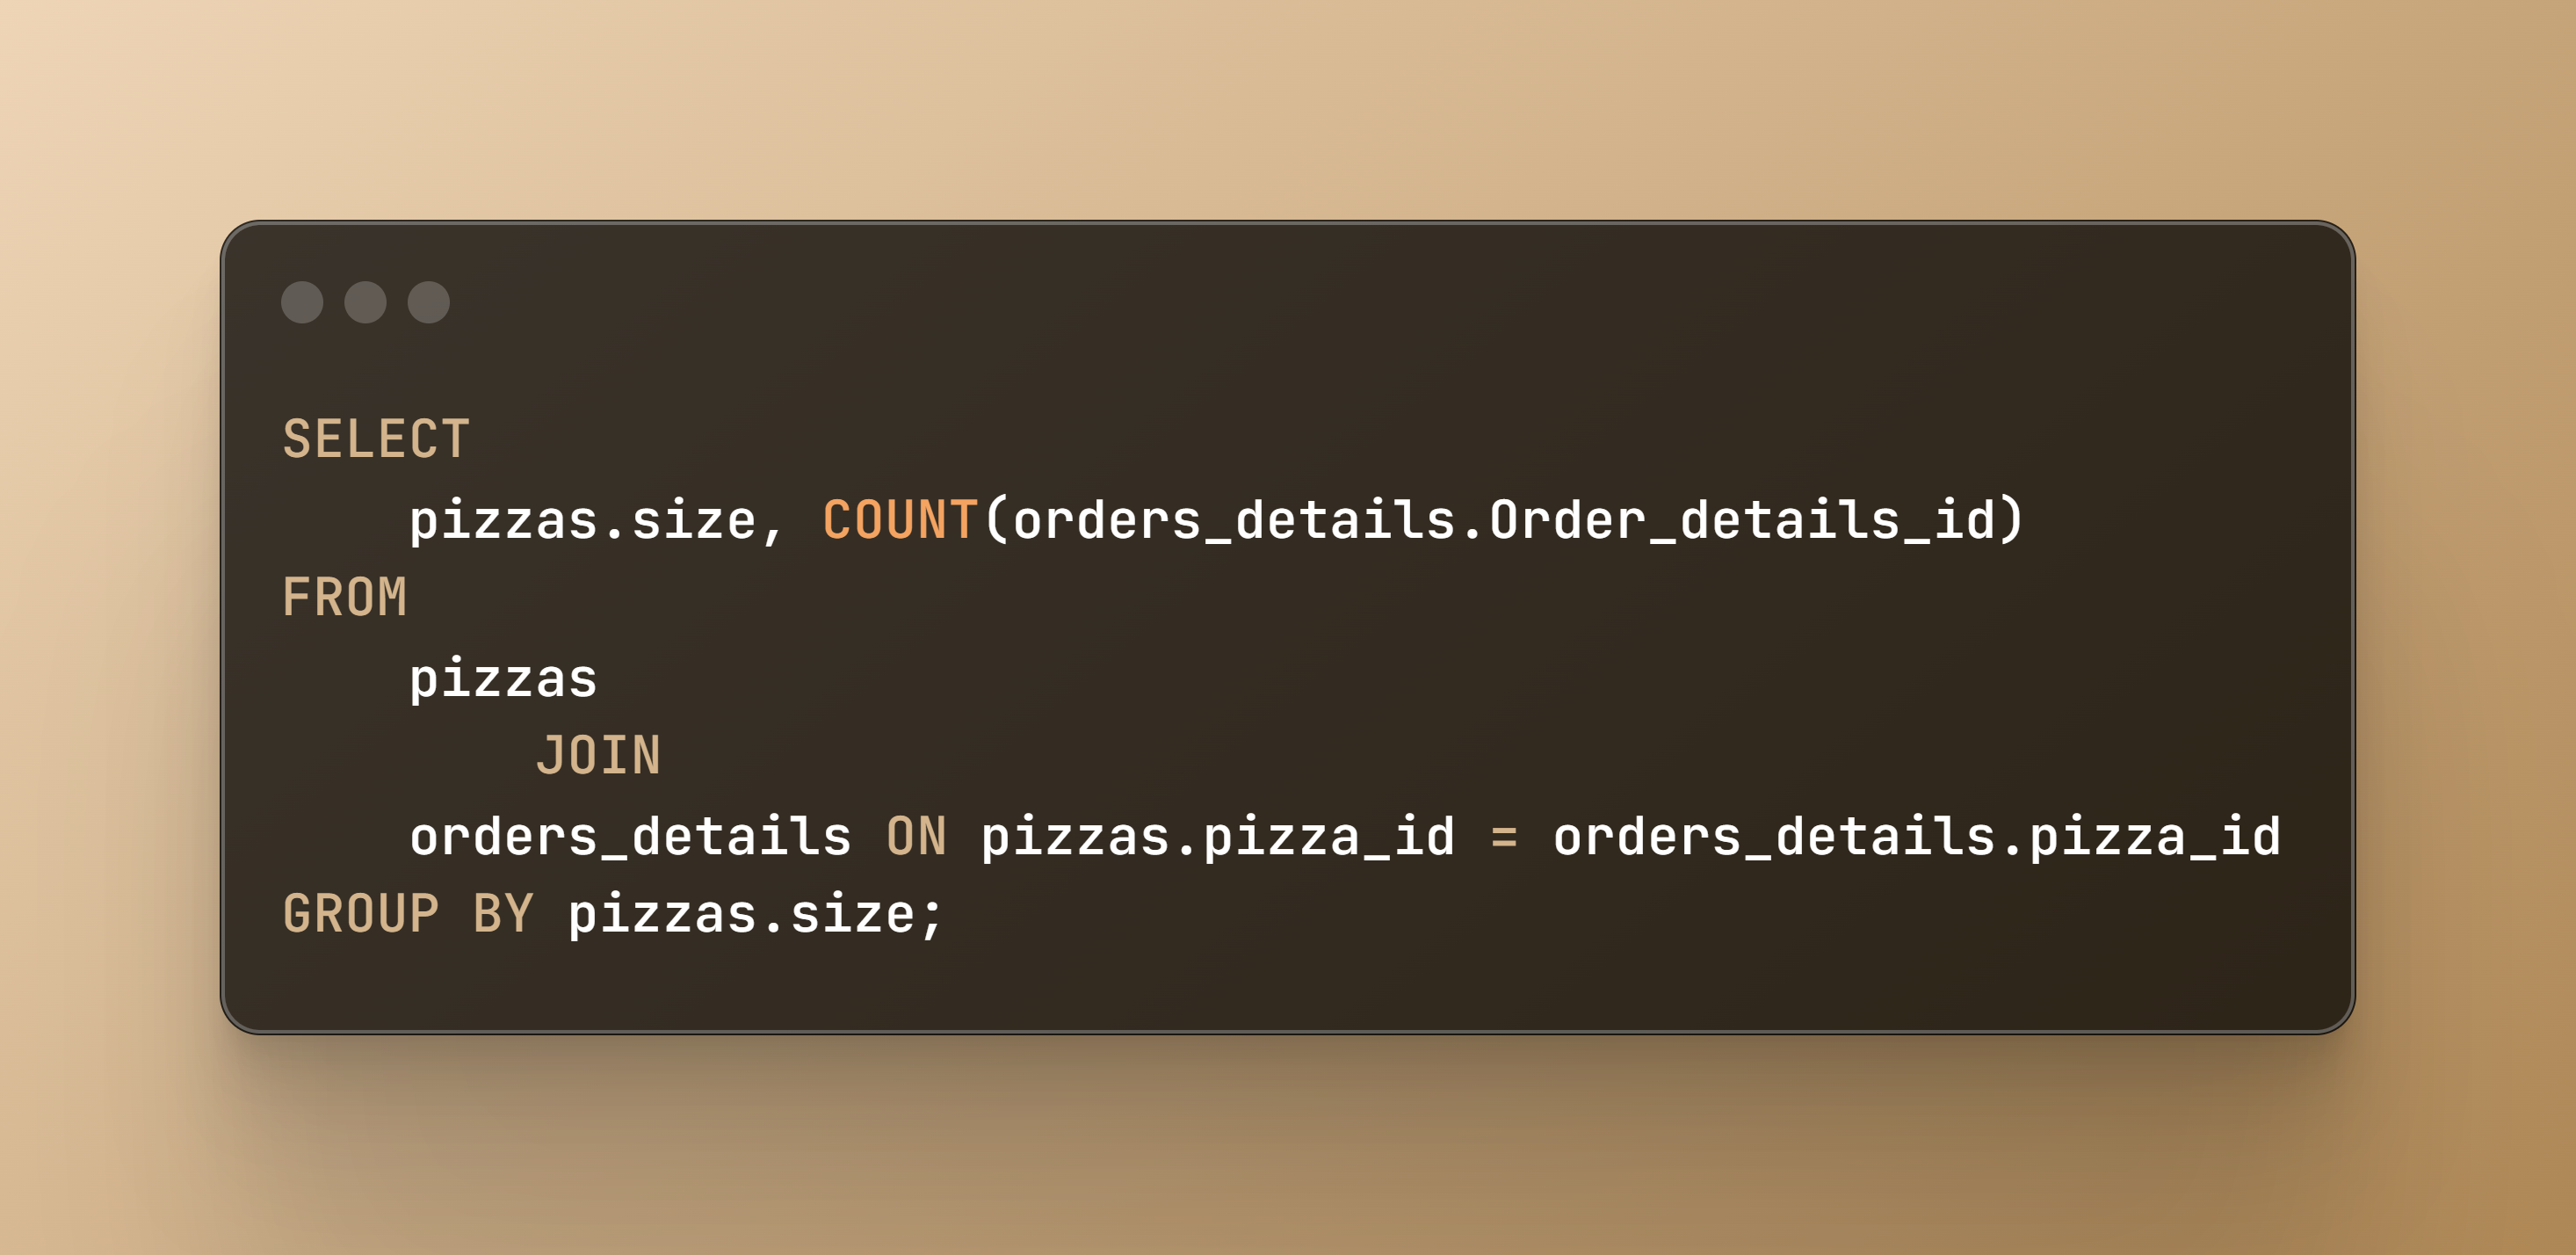 SELECT
    pizzas.size, COUNT(orders_details.Order_details_id)
FROM
    pizzas
        JOIN
    orders_details ON pizzas.pizza_id = orders_details.pizza_id
GROUP BY pizzas.size;